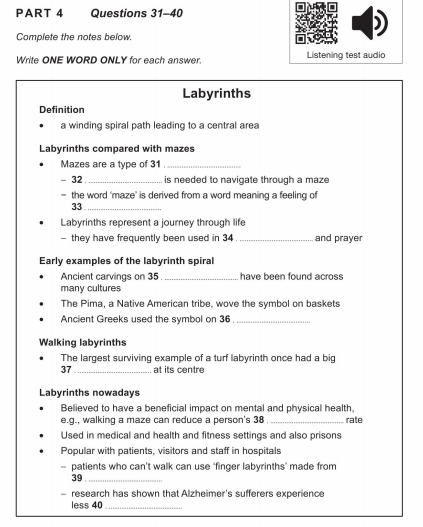 PART 4 Questions 31–40
Complete the notes below.
Write ONE WORD ONLY for each answer.
Listening test audio
Labyrinths
Definition
• a winding spiral path leading to a central area
Labyrinths compared with mazes
• Mazes are a type of 31 ....................................
– 32 .................................... is needed to navigate through a maze
– the word ‘maze’ is derived from a word meaning a feeling of
33 ....................................
• Labyrinths represent a journey through life
– they have frequently been used in 34 .................................... and prayer
Early examples of the labyrinth spiral
• Ancient carvings on 35 .................................... have been found across
many cultures
• The Pima, a Native American tribe, wove the symbol on baskets
• Ancient Greeks used the symbol on 36 ....................................
Walking labyrinths
• The largest surviving example of a turf labyrinth once had a big
37 .................................... at its centre
Labyrinths nowadays
• Believed to have a beneficial impact on mental and physical health,
e.g., walking a maze can reduce a person’s 38 .................................... rate
• Used in medical and health and fitness settings and also prisons
• Popular with patients, visitors and staff in hospitals
– patients who can’t walk can use ‘finger labyrinths’ made from
39 ....................................
– research has shown that Alzheimer’s sufferers experience
less 40 ....................................